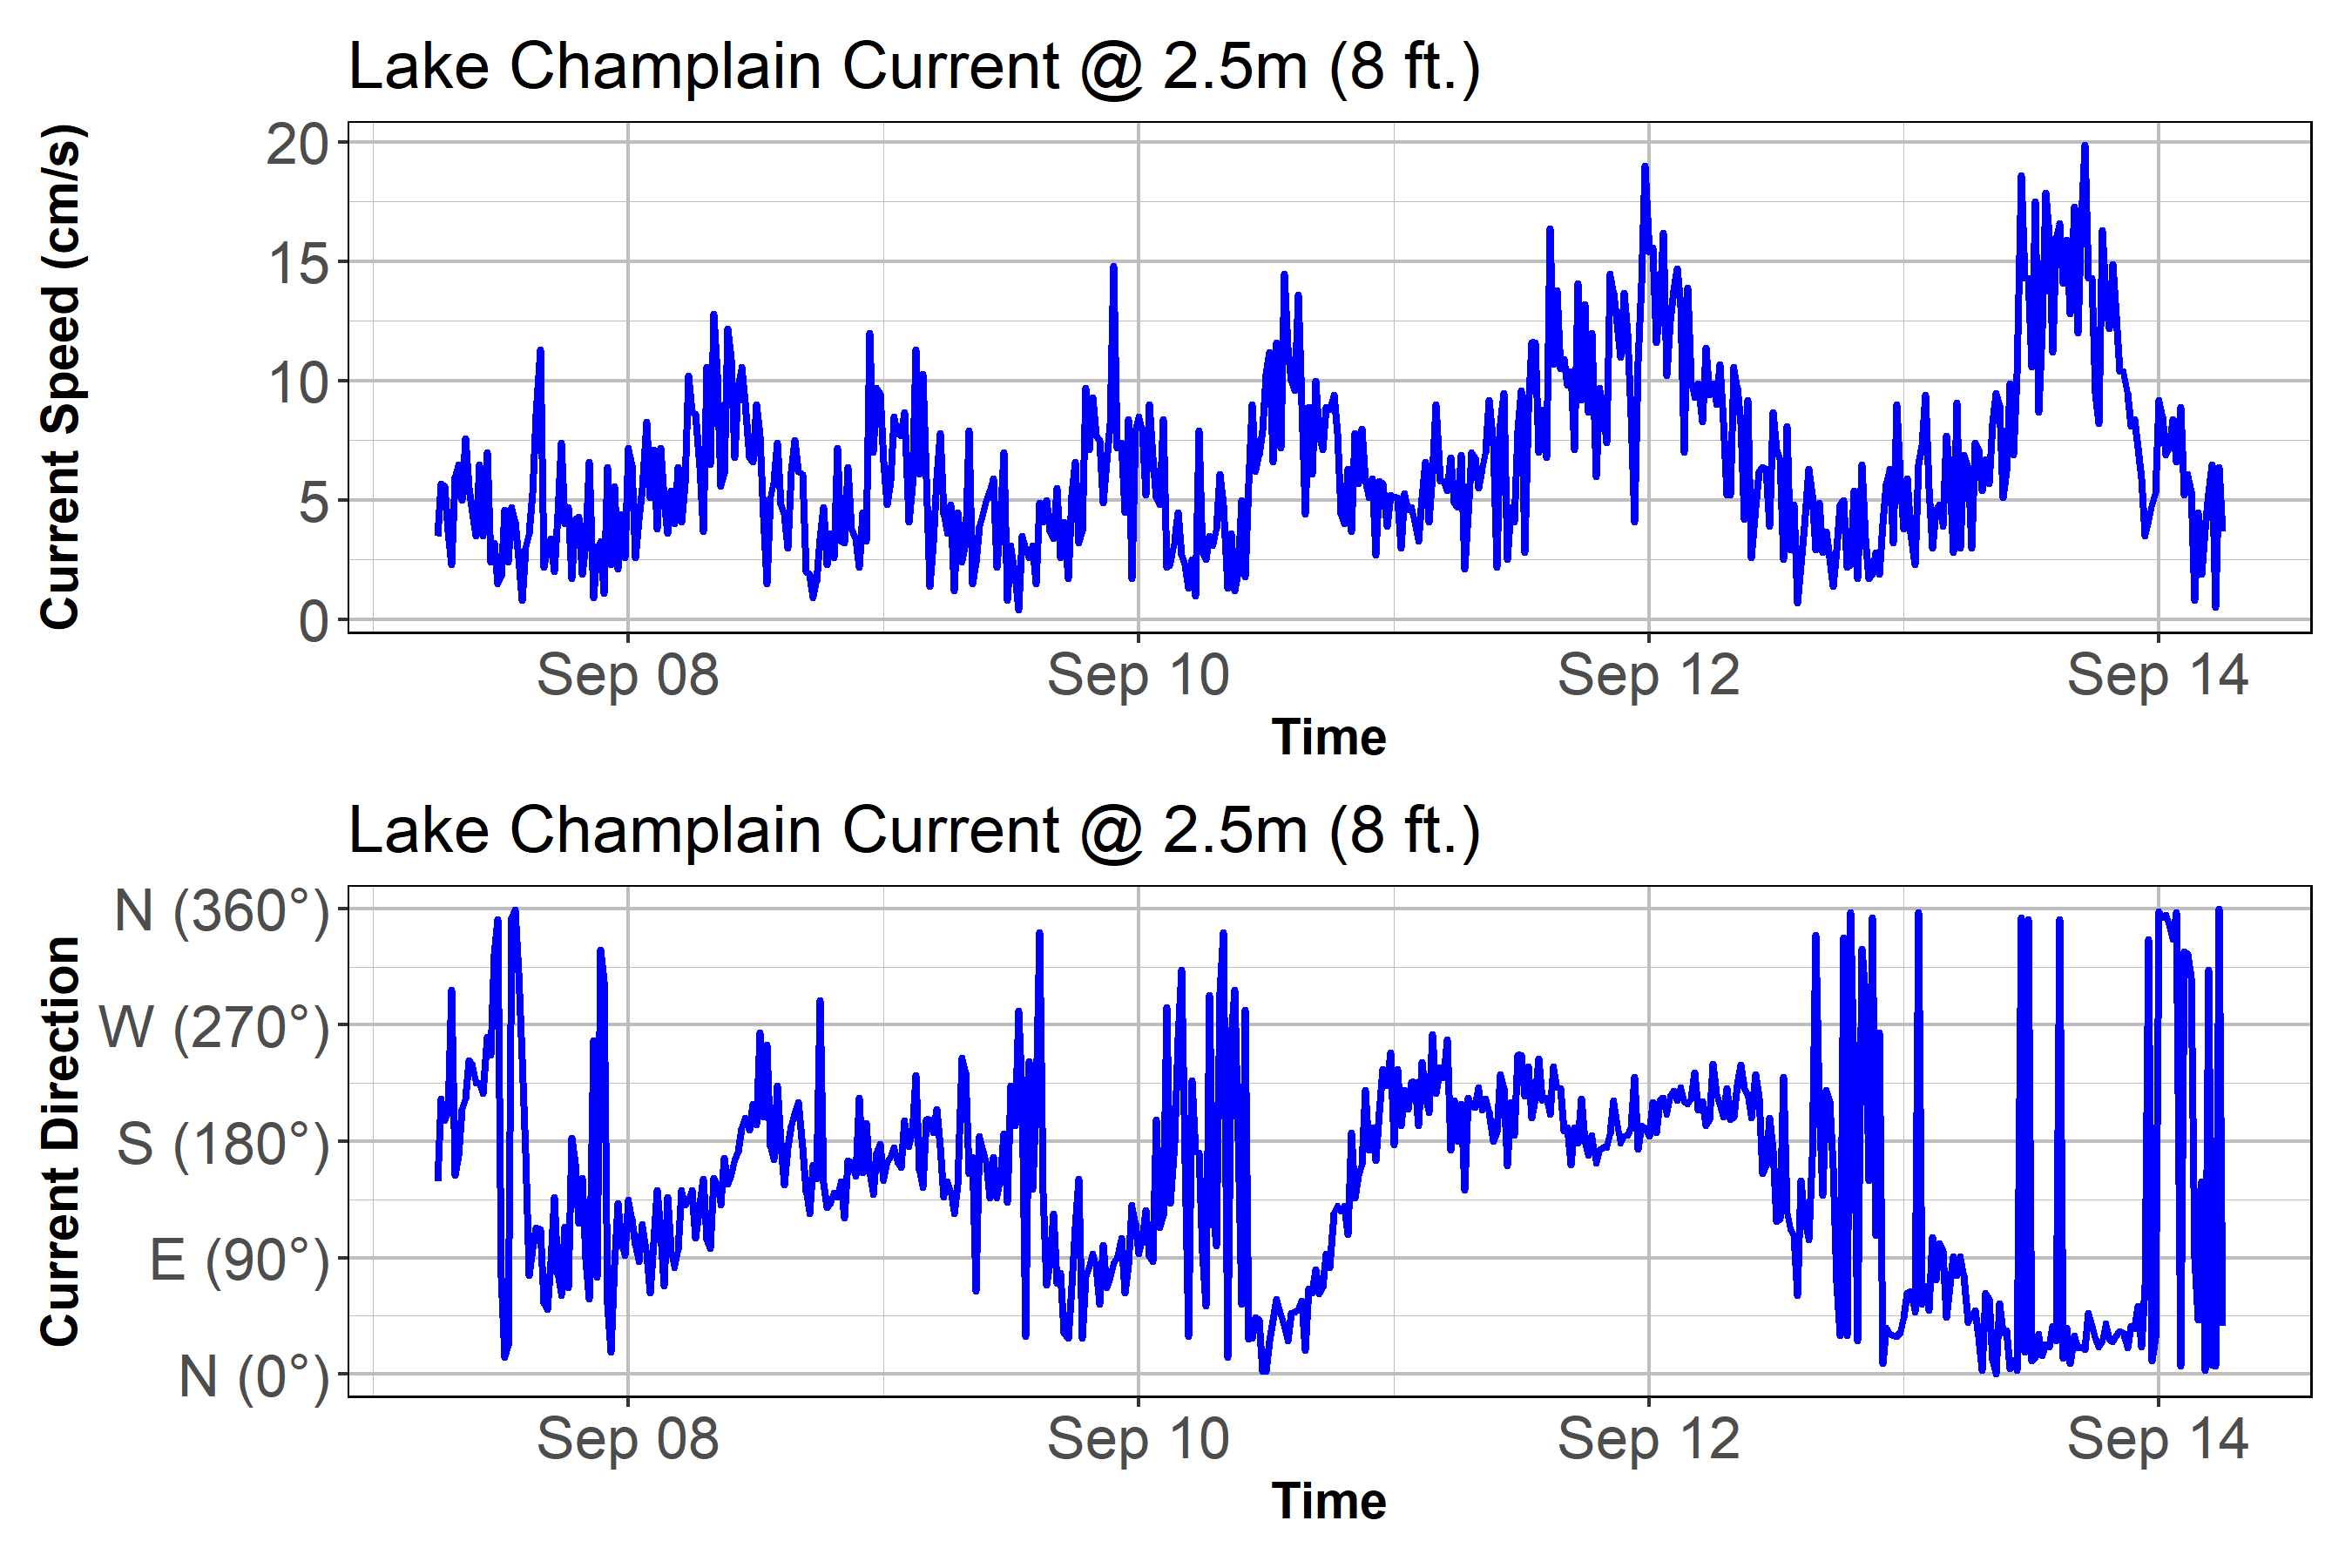 Lake Champlain Current @ 2.5m (8 ft.)
Current Speed (cm/s)
20
15
10
5
0
Sep 08 Sep 10 Sep 12 Sep 14
Time
Lake Champlain Current @ 2.5m (8 ft.)
Current Direction
N (360°)
W (270°)
S (180°)
E (90°)
N (0°)
Sep 08 Sep 10 Sep 12 Sep 14
Time